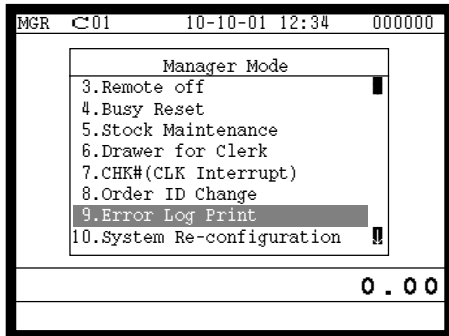 MGR C01 10-10-01 12:34 000000
Manager Mode
3.Remote off
4.Busy Reset
5.Stock Maintenance
6.Drawer for Clerk
7.CHK#(CLK Interrupt)
8.Order ID Change
9.Error Log Print
10.System Re-configuration
0.00